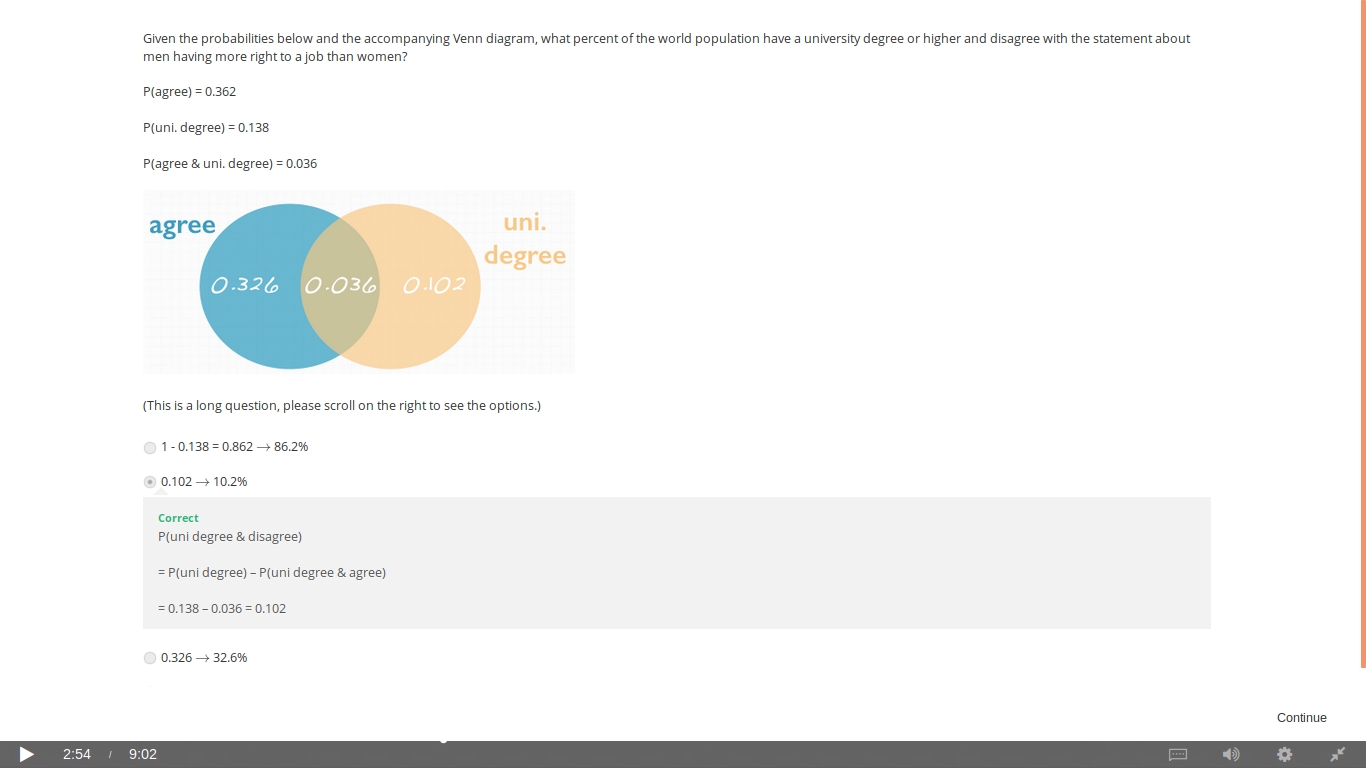 Given the probabilities below and the accompanying Venn diagram, what percent of the world population have a university degree or higher and disagree with the statement about
men having more right to a job than women?
P(agree) = 0.362
P(uni. degree) = 0.138
P(agree & uni. degree) = 0.036
agree
uni.
degree
0.326 0.036 0.102
(This is a long question, please scroll on the right to see the options.)
1 - 0.138 = 0.862 → 86.2%
0.102 → 10.2%
Correct
P(uni degree & disagree)
= P(uni degree) – P(uni degree & agree)
= 0.138 – 0.036 = 0.102
0.326 → 32.6%
Continue
2:54 / 9:02